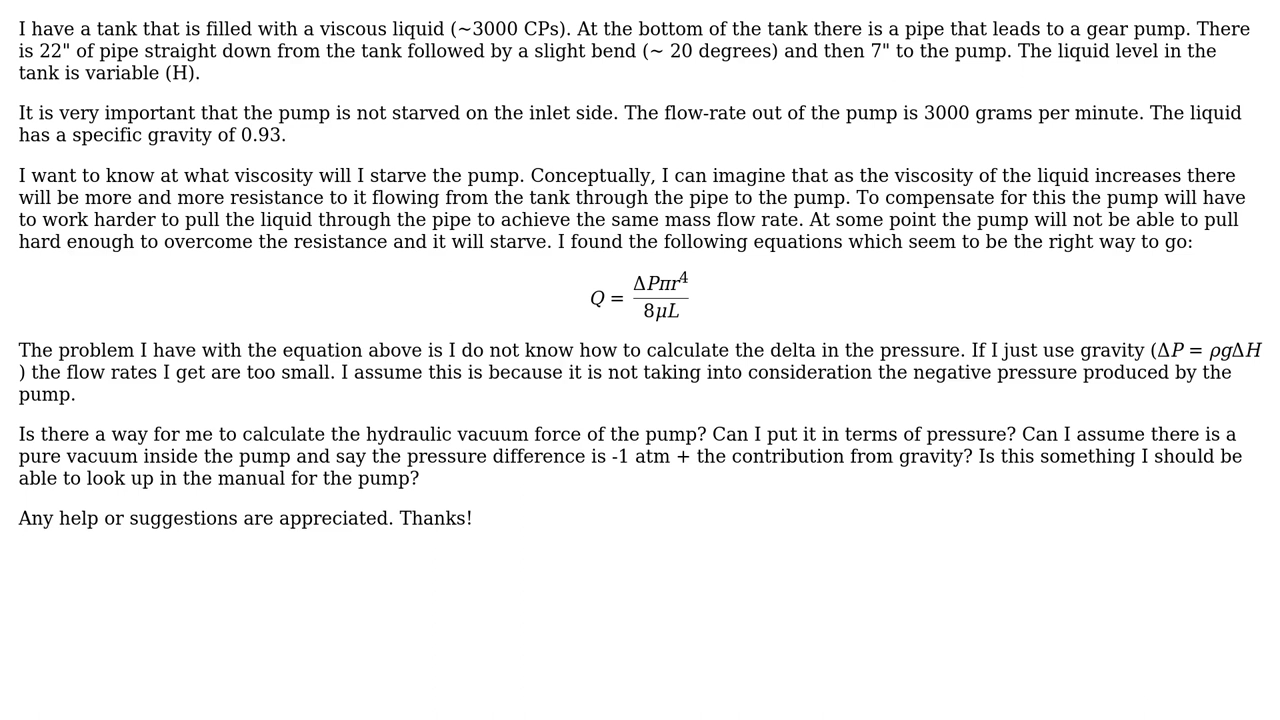 I have a tank that is filled with a viscous liquid (~3000 CPs). At the bottom of the tank there is a pipe that leads to a gear pump. There
is 22" of pipe straight down from the tank followed by a slight bend (~ 20 degrees) and then 7" to the pump. The liquid level in the
tank is variable (H).
It is very important that the pump is not starved on the inlet side. The flow-rate out of the pump is 3000 grams per minute. The liquid
has a specific gravity of 0.93.
I want to know at what viscosity will I starve the pump. Conceptually, I can imagine that as the viscosity of the liquid increases there
will be more and more resistance to it flowing from the tank through the pipe to the pump. To compensate for this the pump will have
to work harder to pull the liquid through the pipe to achieve the same mass flow rate. At some point the pump will not be able to pull
hard enough to overcome the resistance and it will starve. I found the following equations which seem to be the right way to go:
Q = ΔPπr⁴ / 8μL
The problem I have with the equation above is I do not know how to calculate the delta in the pressure. If I just use gravity (ΔP = ρgΔH
) the flow rates I get are too small. I assume this is because it is not taking into consideration the negative pressure produced by the
pump.
Is there a way for me to calculate the hydraulic vacuum force of the pump? Can I put it in terms of pressure? Can I assume there is a
pure vacuum inside the pump and say the pressure difference is -1 atm + the contribution from gravity? Is this something I should be
able to look up in the manual for the pump?
Any help or suggestions are appreciated. Thanks!